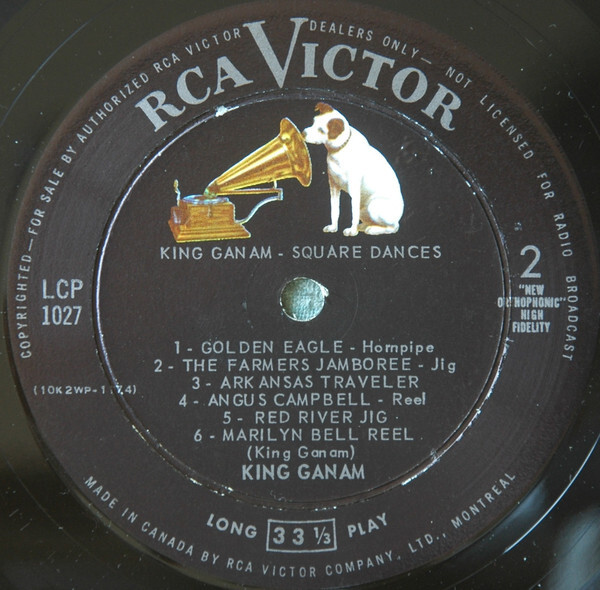 COPYRIGHTED—FOR SALE BY AUTHORIZED RCA VICTOR DEALERS ONLY— NOT LICENSED FOR RADIO BROADCAST
RCA VICTOR
KING GANAM - SQUARE DANCES
LCP
1027
2
"NEW
ORTHOPHONIC"
HIGH
FIDELITY
1 - GOLDEN EAGLE - Hornpipe
2 - THE FARMERS JAMBOREE - Jig
3 - ARKANSAS TRAVELER
4 - ANGUS CAMPBELL - Reel
5 - RED RIVER JIG
6 - MARILYN BELL REEL
(King Ganam)
KING GANAM
(10K2WP-1174)
LONG 33 1/3 PLAY
MADE IN CANADA BY RCA VICTOR COMPANY, LTD., MONTREAL